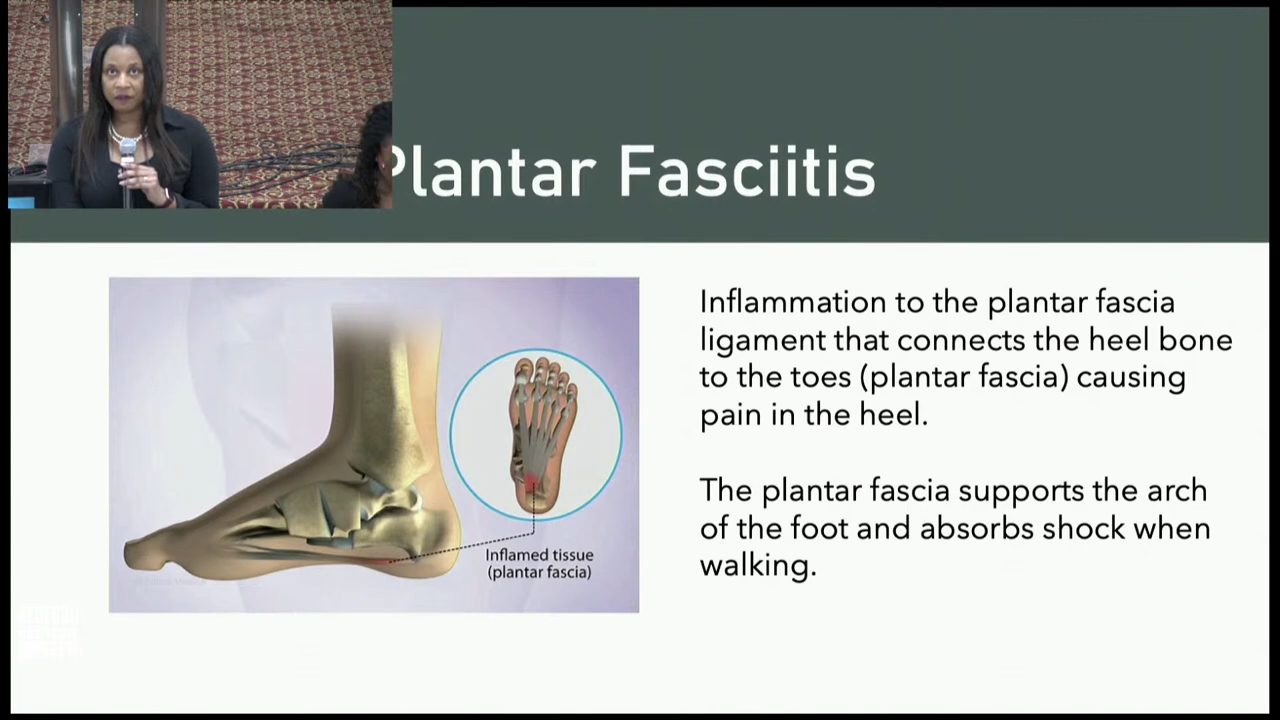 Plantar Fasciitis
Inflammation to the plantar fascia
ligament that connects the heel bone
to the toes (plantar fascia) causing
pain in the heel.
The plantar fascia supports the arch
of the foot and absorbs shock when
walking.
Inflamed tissue
(plantar fascia)